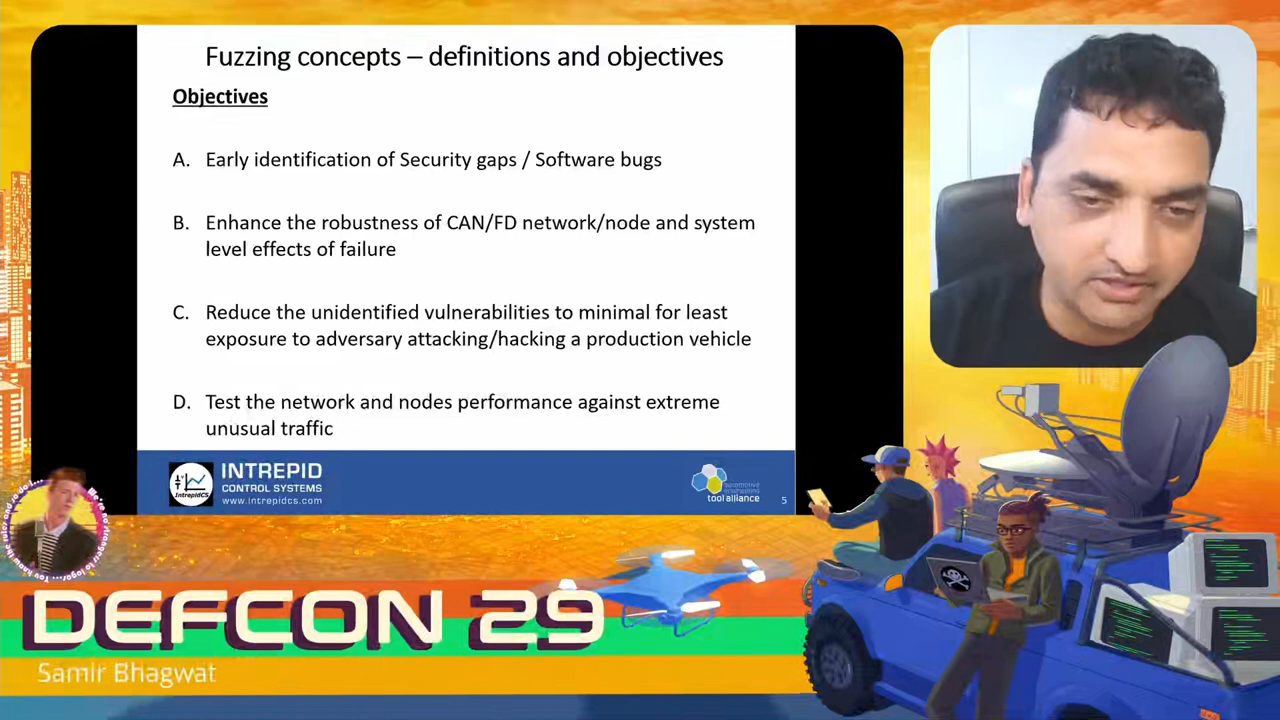 Fuzzing concepts – definitions and objectives
Objectives
A. Early identification of Security gaps / Software bugs
B. Enhance the robustness of CAN/FD network/node and system
level effects of failure
C. Reduce the unidentified vulnerabilities to minimal for least
exposure to adversary attacking/hacking a production vehicle
D. Test the network and nodes performance against extreme
unusual traffic
IntrepidCS
INTREPID
CONTROL SYSTEMS
www.intrepidcs.com
automotive
engineering
tool alliance
5
DEFCON 29
Samir Bhagwat